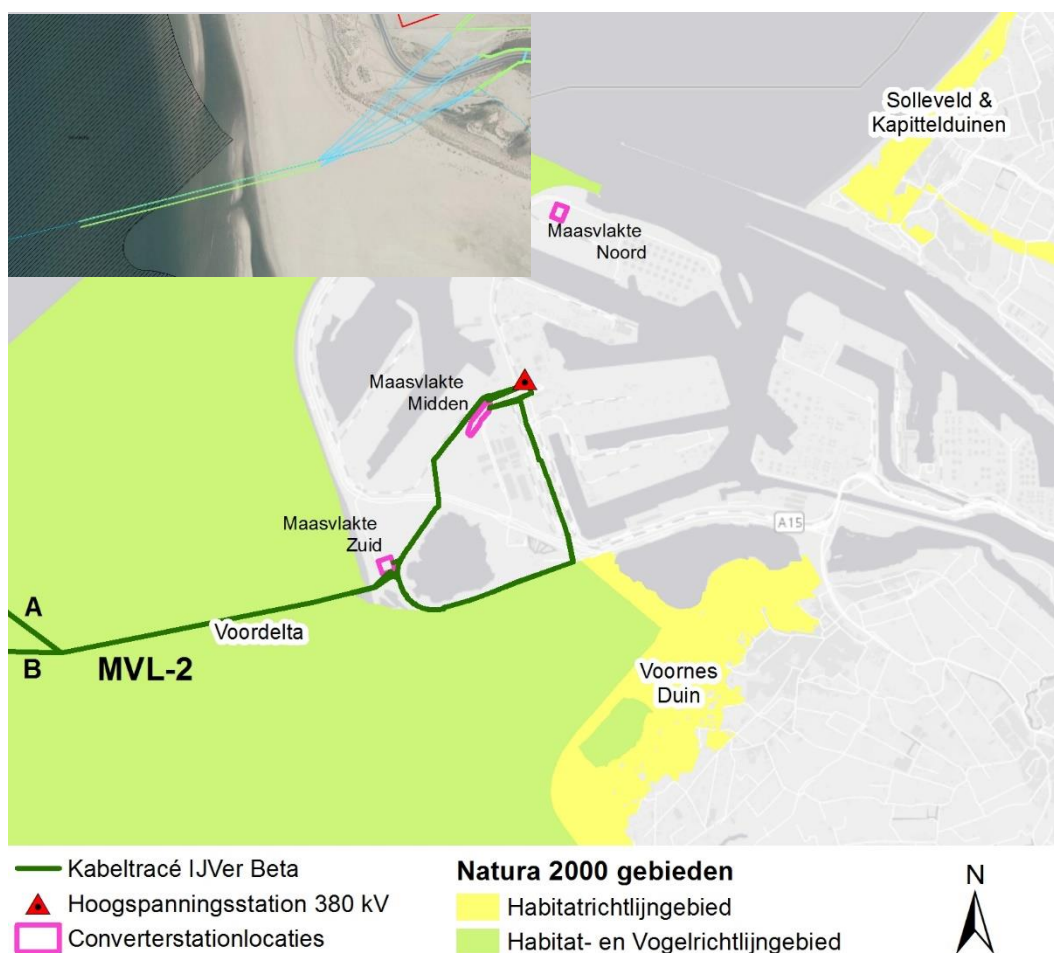 Solleveld &
Kapittelduinen
Maasvlakte
Noord
Maasvlakte
Midden
A15
Maasvlakte
Zuid
A
Voordelta
B
MVL-2
Voornes
Duin
Kabeltracé IJVer Beta
Hoogspanningsstation 380 kV
Converterstationlocaties
Natura 2000 gebieden
Habitatrichtlijngebied
Habitat- en Vogelrichtlijngebied
N